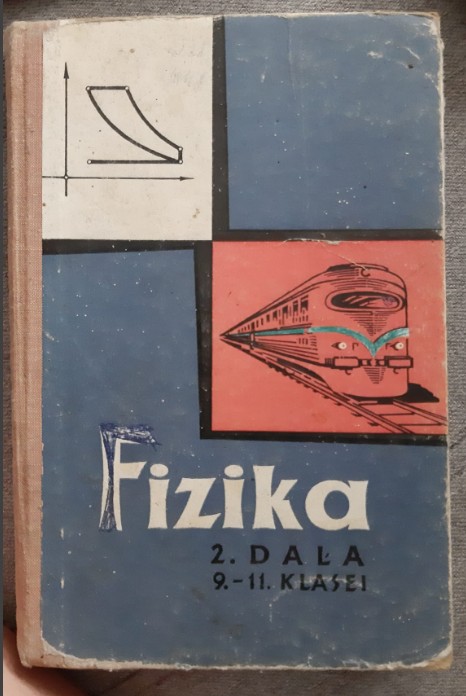 Fizika
2. DAĻA
9.-11. KLASEI